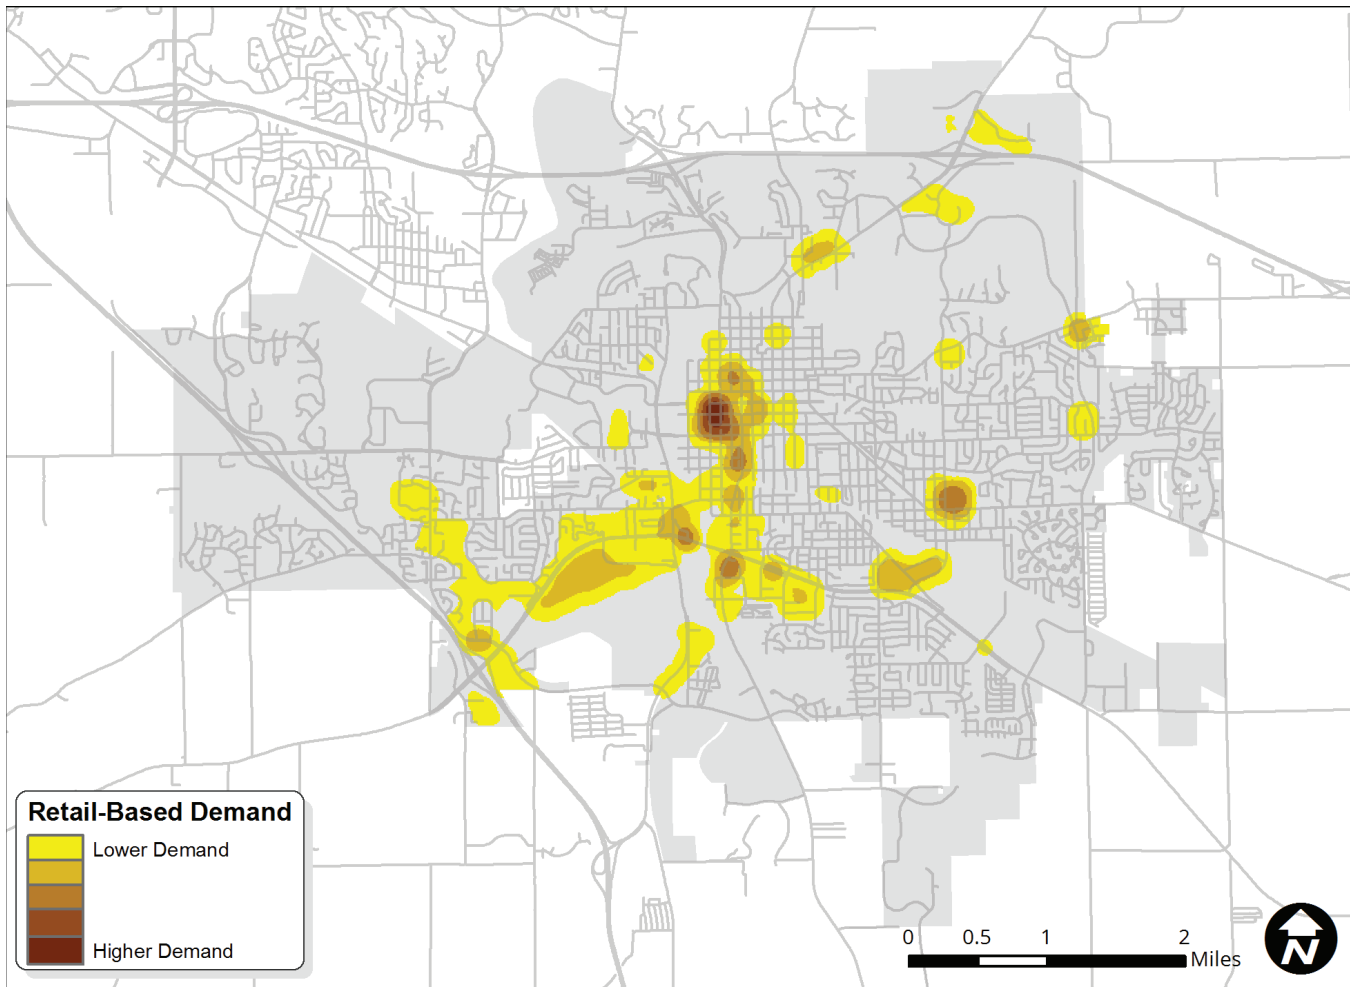 Retail-Based Demand
Lower Demand
Higher Demand
0 0.5 1 2
Miles
N